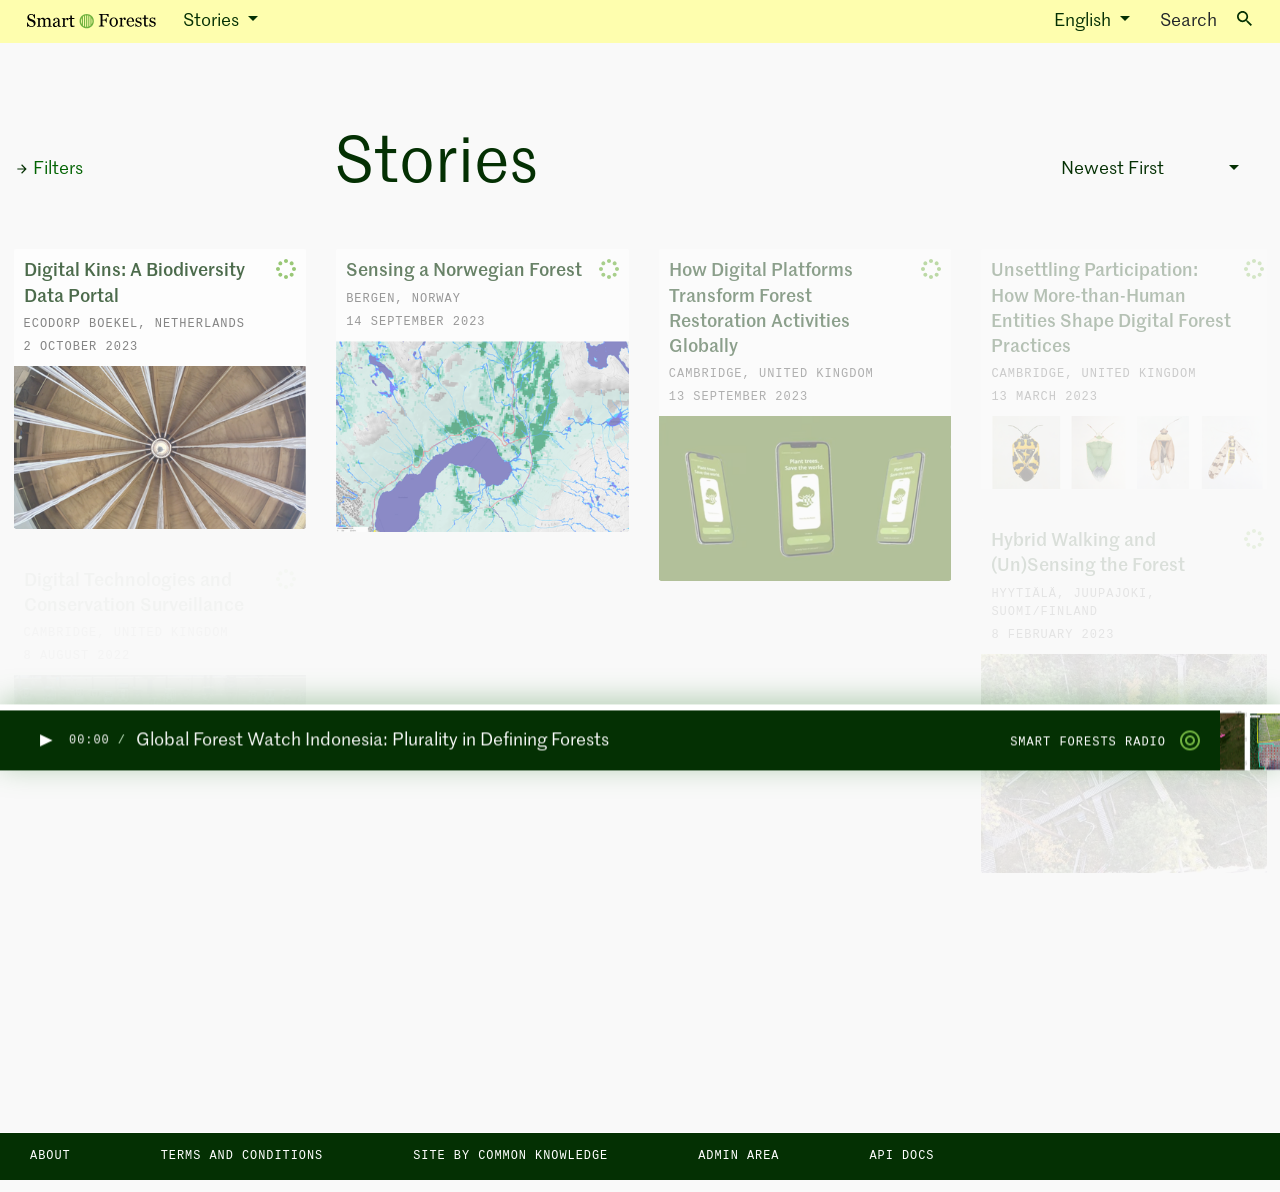 Smart Forests
Stories
English
Search
→ Filters
Stories
Newest First
Digital Kins: A Biodiversity
Data Portal
ECODORP BOEKEL, NETHERLANDS
2 OCTOBER 2023
Sensing a Norwegian Forest
BERGEN, NORWAY
14 SEPTEMBER 2023
How Digital Platforms
Transform Forest
Restoration Activities
Globally
CAMBRIDGE, UNITED KINGDOM
13 SEPTEMBER 2023
Plant trees.
Save the world.
Unsettling Participation:
How More-than-Human
Entities Shape Digital Forest
Practices
CAMBRIDGE, UNITED KINGDOM
13 MARCH 2023
Hybrid Walking and
(Un)Sensing the Forest
HYYTIÄLÄ, JUUPAJOKI,
SUOMI/FINLAND
8 FEBRUARY 2023
Digital Technologies and
Conservation Surveillance
CAMBRIDGE, UNITED KINGDOM
AUGUST 2022
00:00 /
Global Forest Watch Indonesia: Plurality in Defining Forests
SMART FORESTS RADIO
ABOUT
TERMS AND CONDITIONS
SITE BY COMMON KNOWLEDGE
ADMIN AREA
API DOCS